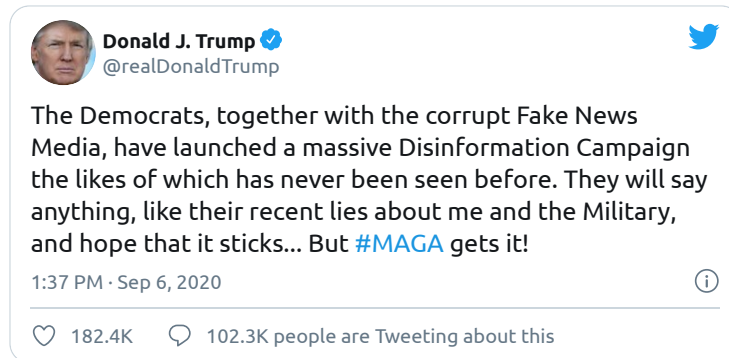 Donald J. Trump
@realDonaldTrump
The Democrats, together with the corrupt Fake News
Media, have launched a massive Disinformation Campaign
the likes of which has never been seen before. They will say
anything, like their recent lies about me and the Military,
and hope that it sticks... But #MAGA gets it!
1:37 PM · Sep 6, 2020
182.4K 102.3K people are Tweeting about this